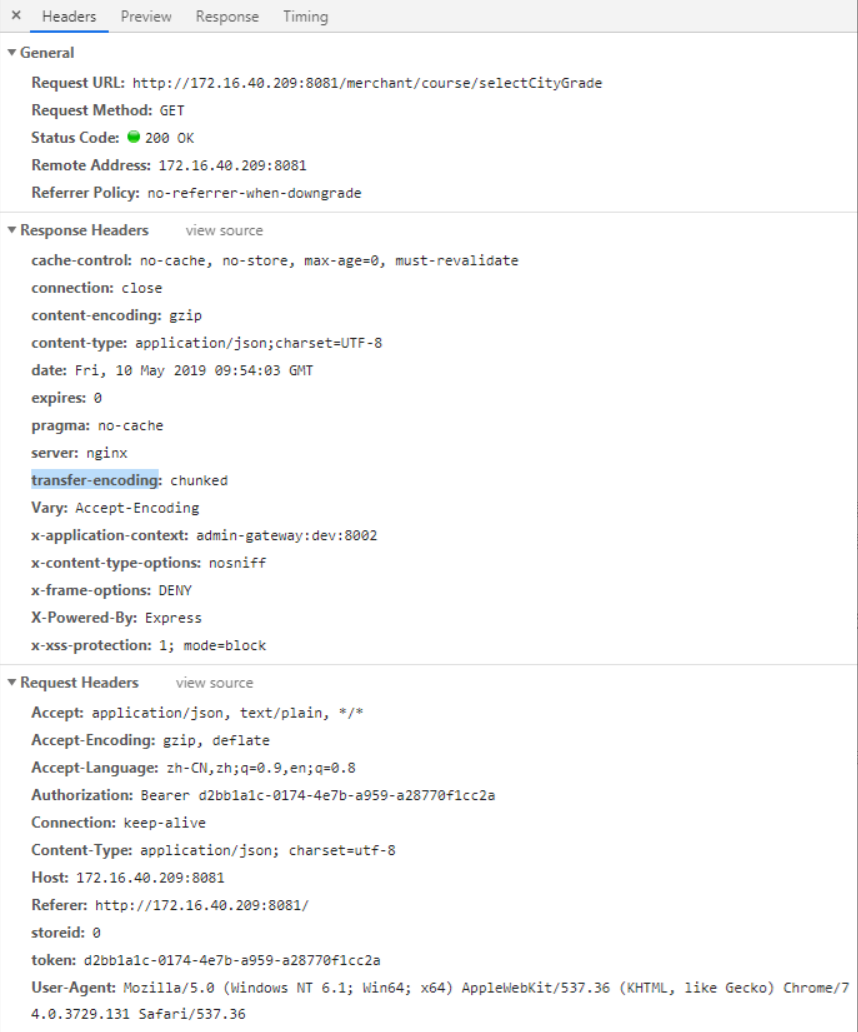 × Headers Preview Response Timing
▼ General
Request URL: http://172.16.40.209:8081/merchant/course/selectCityGrade
Request Method: GET
Status Code: 200 OK
Remote Address: 172.16.40.209:8081
Referrer Policy: no-referrer-when-downgrade
▼ Response Headers view source
cache-control: no-cache, no-store, max-age=0, must-revalidate
connection: close
content-encoding: gzip
content-type: application/json;charset=UTF-8
date: Fri, 10 May 2019 09:54:03 GMT
expires: 0
pragma: no-cache
server: nginx
transfer-encoding: chunked
Vary: Accept-Encoding
x-application-context: admin-gateway:dev:8002
x-content-type-options: nosniff
x-frame-options: DENY
X-Powered-By: Express
x-xss-protection: 1; mode=block
▼ Request Headers view source
Accept: application/json, text/plain, */*
Accept-Encoding: gzip, deflate
Accept-Language: zh-CN,zh;q=0.9,en;q=0.8
Authorization: Bearer d2bb1a1c-0174-4e7b-a959-a28770f1cc2a
Connection: keep-alive
Content-Type: application/json; charset=utf-8
Host: 172.16.40.209:8081
Referer: http://172.16.40.209:8081/
storeid: 0
token: d2bb1a1c-0174-4e7b-a959-a28770f1cc2a
User-Agent: Mozilla/5.0 (Windows NT 6.1; Win64; x64) AppleWebKit/537.36 (KHTML, like Gecko) Chrome/7
4.0.3729.131 Safari/537.36